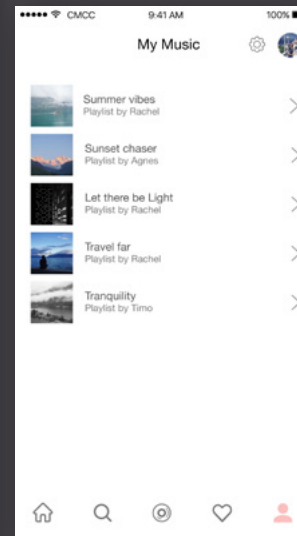 CMCC 9:41 AM 100%
My Music
Summer vibes
Playlist by Rachel
Sunset chaser
Playlist by Agnes
Let there be Light
Playlist by Rachel
Travel far
Playlist by Rachel
Tranquility
Playlist by Timo